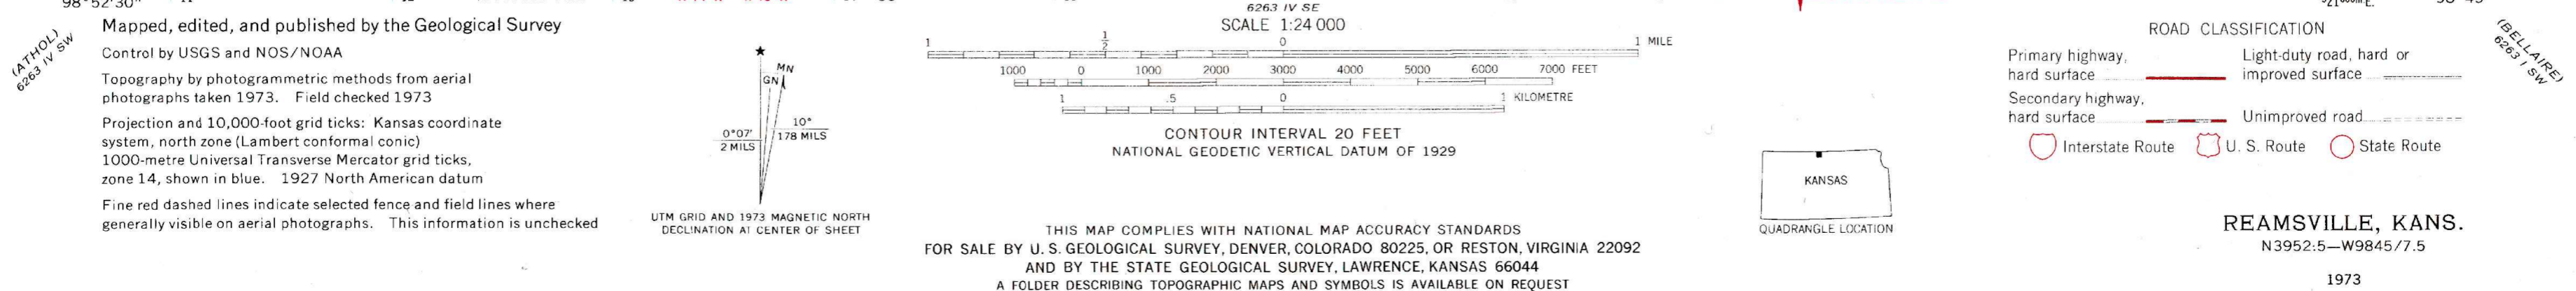 98°52'30"
(ATHOL)
6263 IV SW
Mapped, edited, and published by the Geological Survey
Control by USGS and NOS/NOAA
Topography by photogrammetric methods from aerial
photographs taken 1973. Field checked 1973
Projection and 10,000-foot grid ticks: Kansas coordinate
system, north zone (Lambert conformal conic)
1000-metre Universal Transverse Mercator grid ticks,
zone 14, shown in blue. 1927 North American datum
Fine red dashed lines indicate selected fence and field lines where
generally visible on aerial photographs. This information is unchecked
★
MN
GN
0°07'
2 MILS
10°
178 MILS
UTM GRID AND 1973 MAGNETIC NORTH
DECLINATION AT CENTER OF SHEET
6263 IV SE
SCALE 1:24 000
1 ½ 0 1 MILE
1000 0 1000 2000 3000 4000 5000 6000 7000 FEET
1 .5 0 1 KILOMETRE
CONTOUR INTERVAL 20 FEET
NATIONAL GEODETIC VERTICAL DATUM OF 1929
THIS MAP COMPLIES WITH NATIONAL MAP ACCURACY STANDARDS
FOR SALE BY U. S. GEOLOGICAL SURVEY, DENVER, COLORADO 80225, OR RESTON, VIRGINIA 22092
AND BY THE STATE GEOLOGICAL SURVEY, LAWRENCE, KANSAS 66044
A FOLDER DESCRIBING TOPOGRAPHIC MAPS AND SYMBOLS IS AVAILABLE ON REQUEST
KANSAS
QUADRANGLE LOCATION
ROAD CLASSIFICATION
Primary highway,
hard surface
Light-duty road, hard or
improved surface
Secondary highway,
hard surface
Unimproved road
Interstate Route U. S. Route State Route
(BELLAIRE)
6263 I SW
REAMSVILLE, KANS.
N3952.5—W9845/7.5
1973